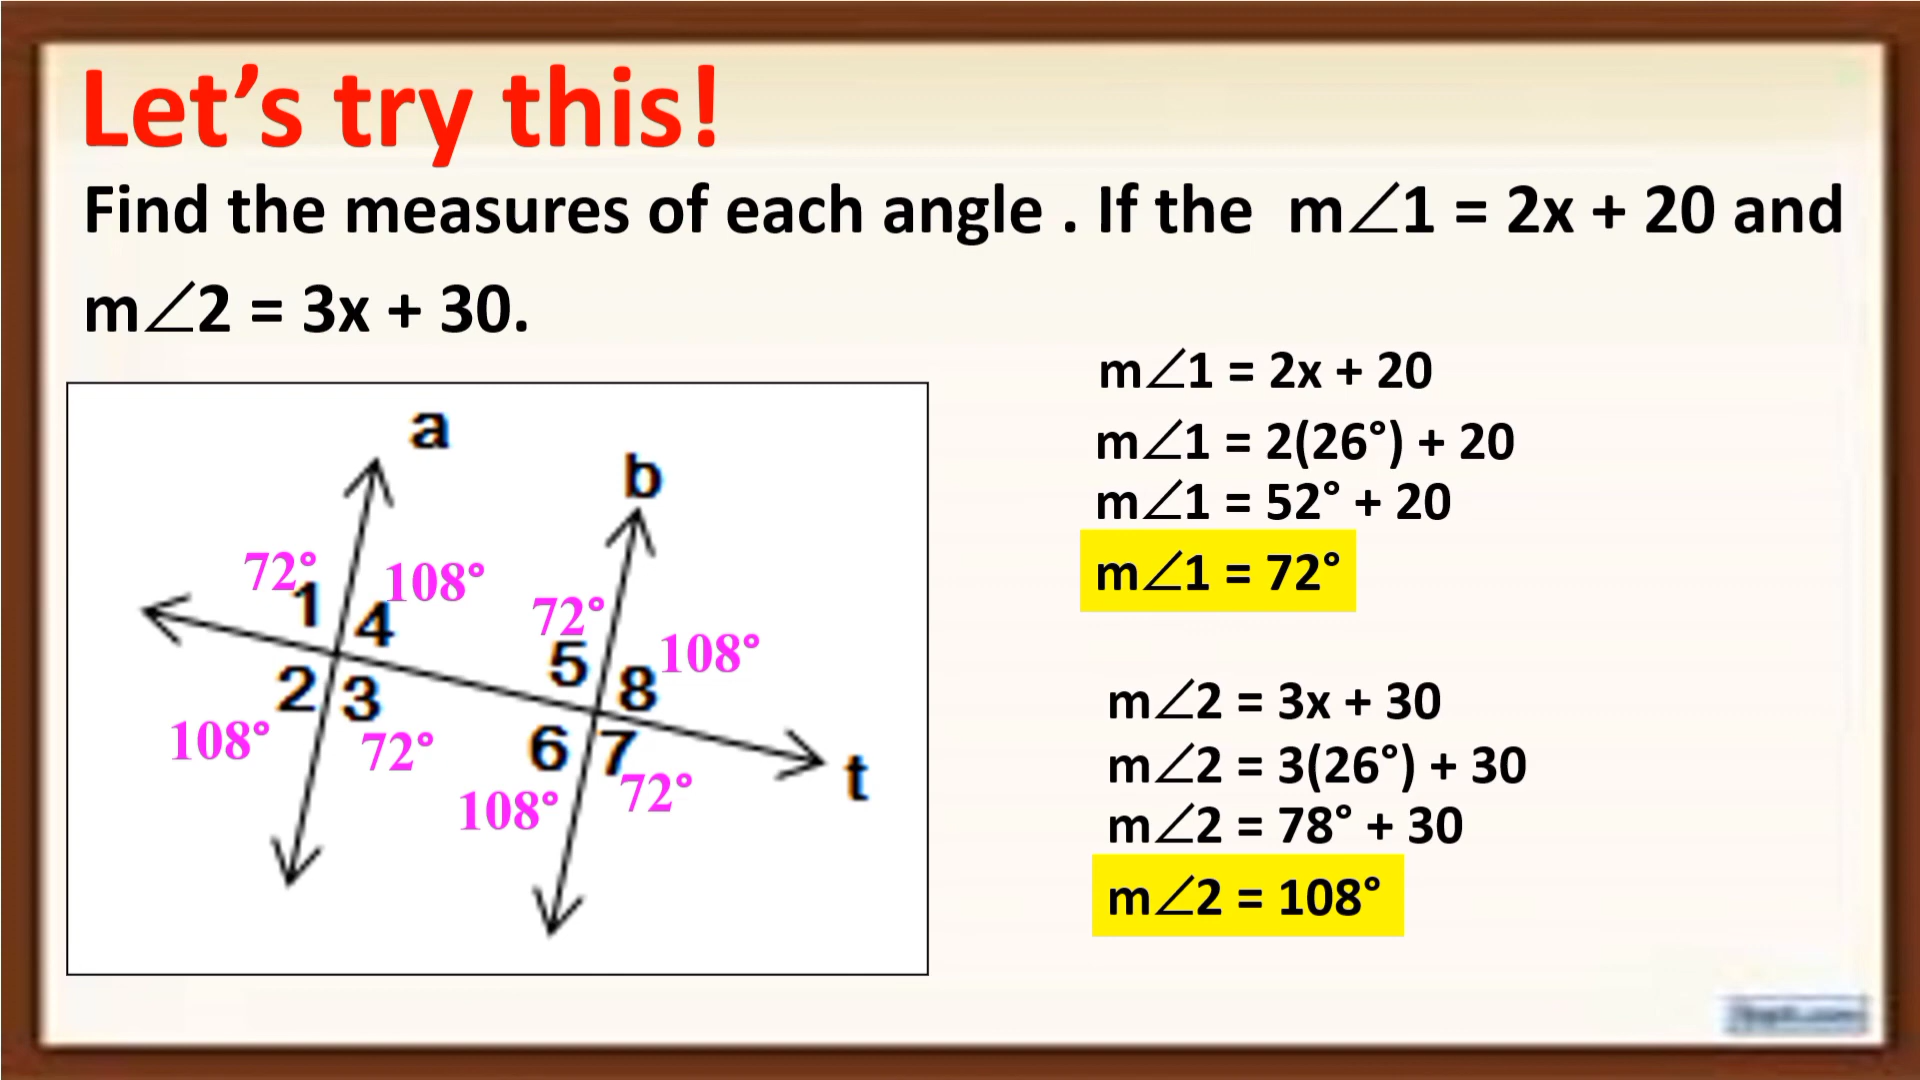 Let’s try this!
Find the measures of each angle . If the m∠1 = 2x + 20 and
m∠2 = 3x + 30.
m∠1 = 2x + 20
m∠1 = 2(26°) + 20
m∠1 = 52° + 20
m∠1 = 72°
m∠2 = 3x + 30
m∠2 = 3(26°) + 30
m∠2 = 78° + 30
m∠2 = 108°
a
b
72°
108°
1
4
72°
108°
5
8
2
3
108°
72°
6
7
t
108°
72°